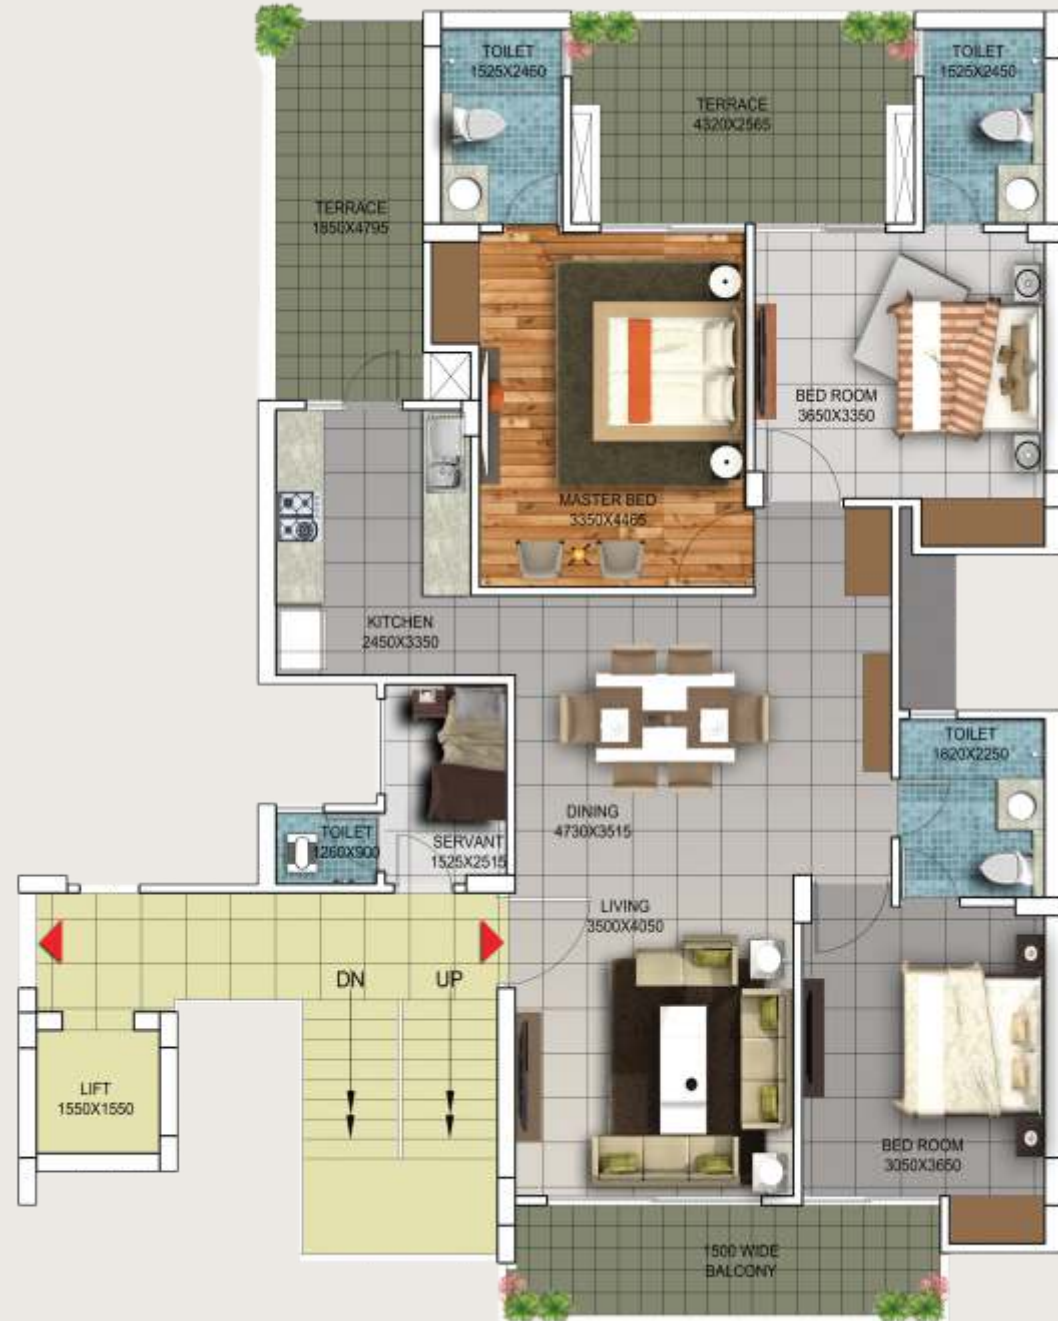 TOILET
1525X2450
TERRACE
4320X2565
TOILET
1525X2450
TERRACE
1850X4795
BED ROOM
3650X3350
MASTER BED
3350X4465
KITCHEN
2450X3350
TOILET
1820X2250
DINING
4730X3515
TOILET
1260X900
SERVANT
1525X2515
LIVING
3500X4050
DN
UP
LIFT
1550X1550
BED ROOM
3050X3650
1500 WIDE
BALCONY